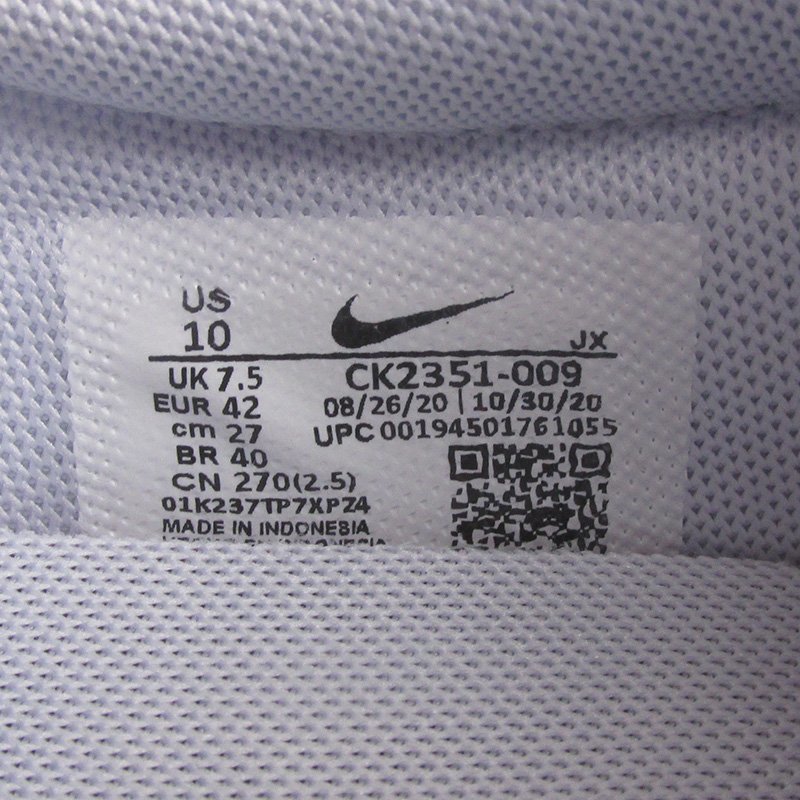 US
10
JX
UK 7.5
CK2351-009
EUR 42
08/26/20 | 10/30/20
cm 27
UPC 00194501761055
BR 40
CN 270(2.5)
01K237TP7XPZ4
MADE IN INDONESIA